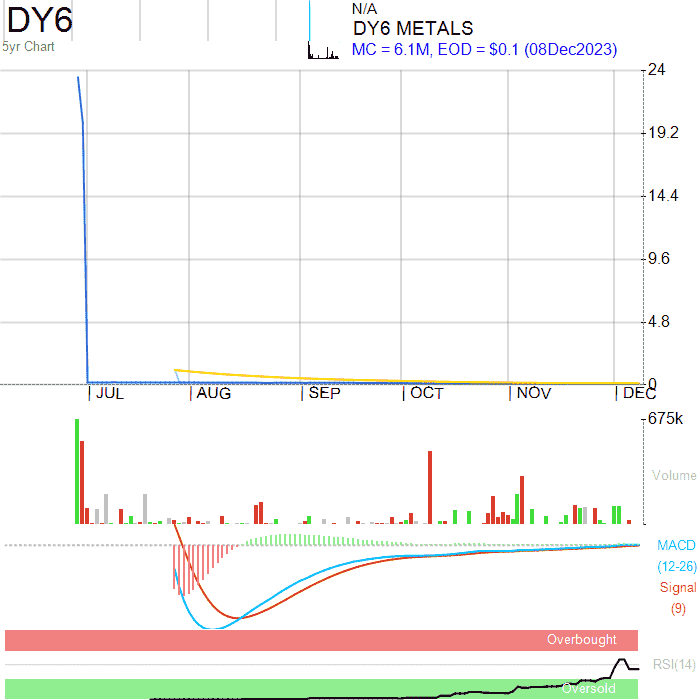 DY6
5yr Chart
N/A
DY6 METALS
MC = 6.1M, EOD = $0.1 (08Dec2023)
24
19.2
14.4
9.6
4.8
0
JUL AUG SEP OCT NOV DEC
675k
Volume
MACD
(12-26)
Signal
(9)
Overbought
RSI(14)
Oversold